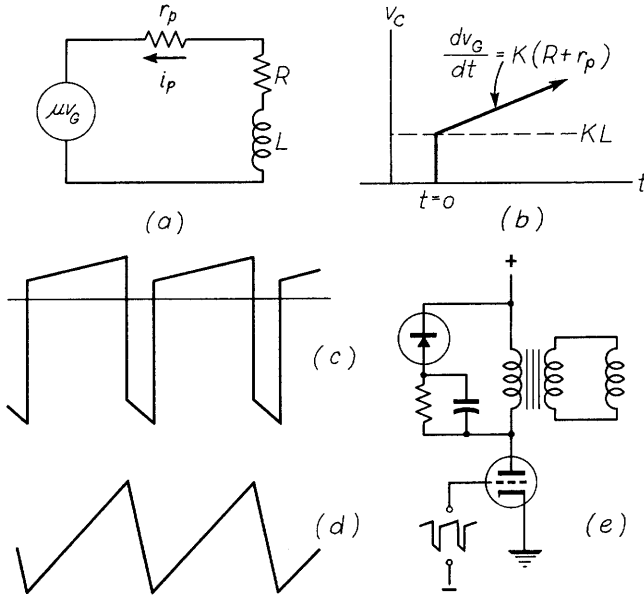 r_p
i_p
R
μv_G
L
(a)
v_C
dv_G/dt = K(R+r_p)
KL
t=0
t
(b)
(c)
(d)
+
(e)
−